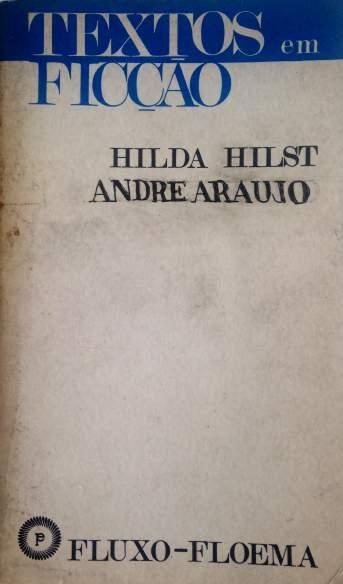 TEXTOS em
FICÇÃO
HILDA HILST
ANDRE ARAUJO
P
FLUXO-FLOEMA